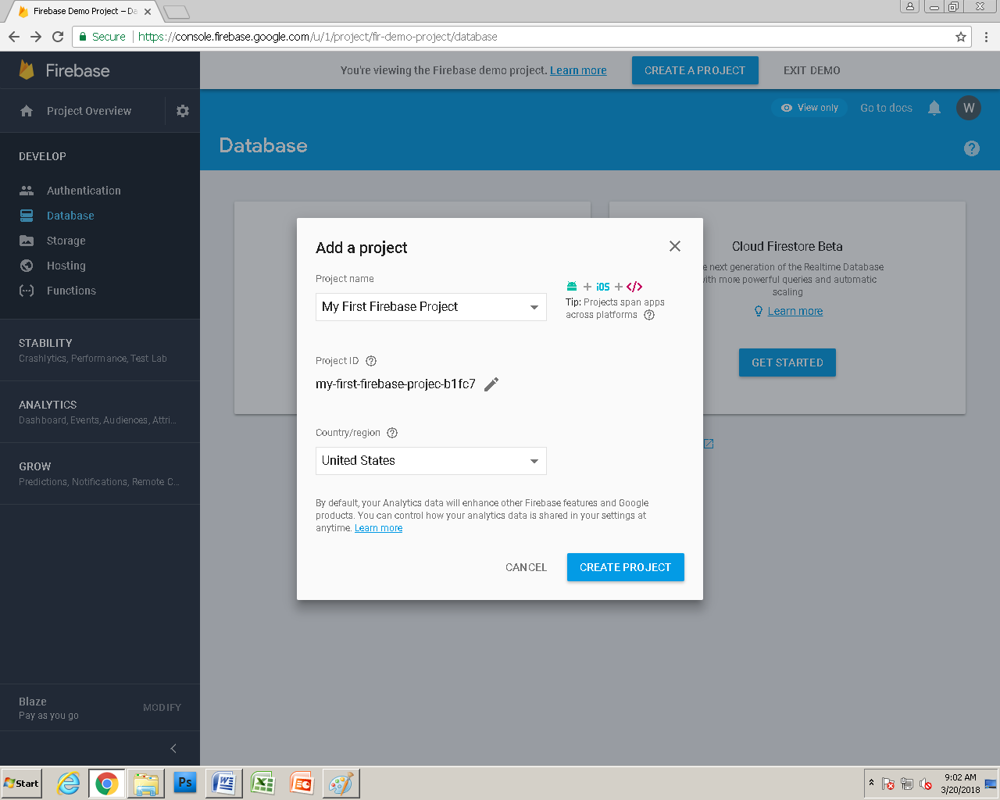 Firebase Demo Project – Da
Secure
https://console.firebase.google.com/u/1/project/fir-demo-project/database
Firebase
You're viewing the Firebase demo project. Learn more
CREATE A PROJECT
EXIT DEMO
Project Overview
View only
Go to docs
W
Database
DEVELOP
Authentication
Database
Storage
Hosting
Functions
STABILITY
Crashlytics, Performance, Test Lab
ANALYTICS
Dashboard, Events, Audiences, Attri...
GROW
Predictions, Notifications, Remote C...
Blaze
Pay as you go
MODIFY
Add a project
Project name
My First Firebase Project
+ iOS + </>
Tip: Projects span apps
across platforms
Project ID
my-first-firebase-projec-b1fc7
Country/region
United States
By default, your Analytics data will enhance other Firebase features and Google
products. You can control how your analytics data is shared in your settings at
anytime. Learn more
CANCEL
CREATE PROJECT
Cloud Firestore Beta
next generation of the Realtime Database
with more powerful queries and automatic
scaling
Learn more
GET STARTED
Start
Ps
9:02 AM
3/20/2018